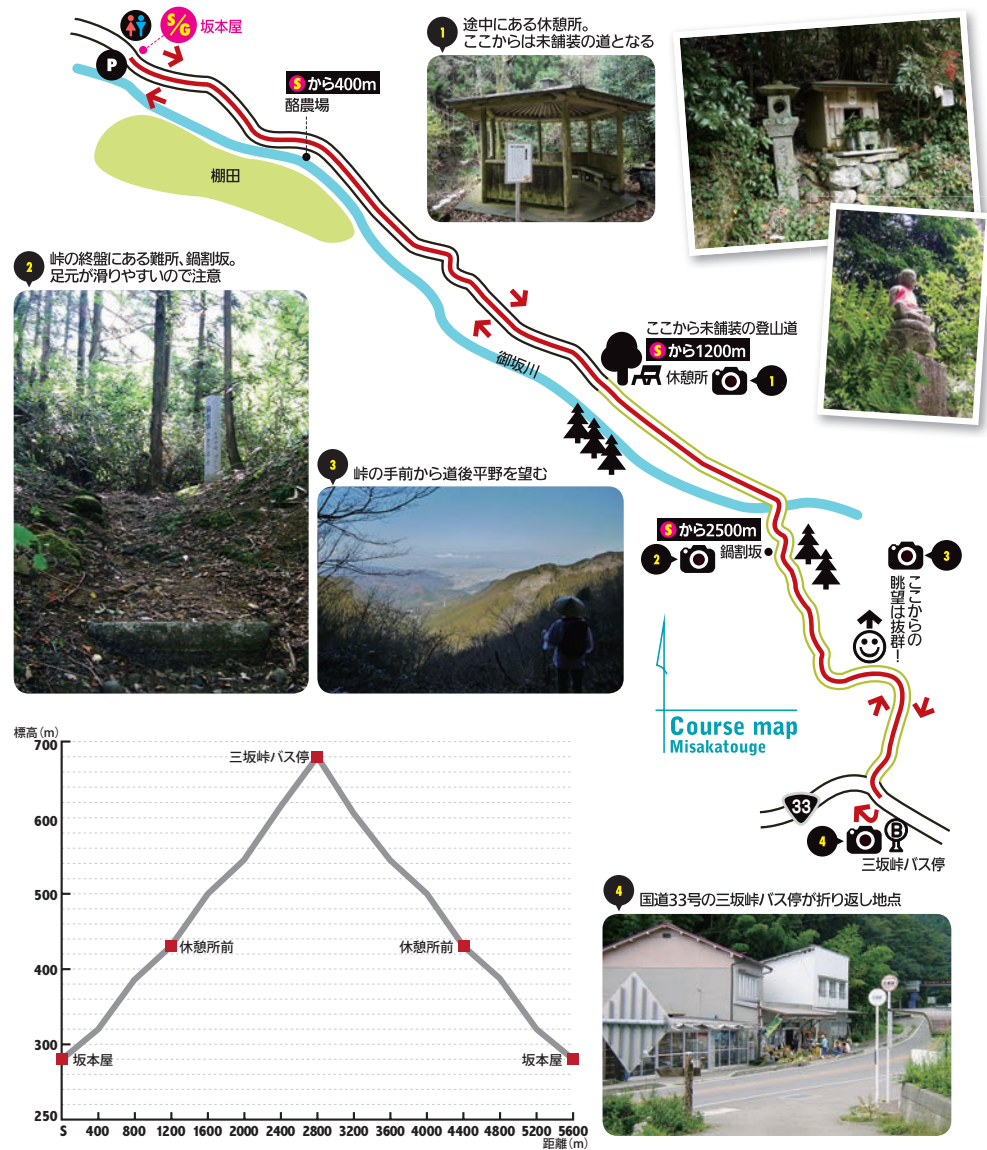 S/G
坂本屋
P
Sから400m
酪農場
棚田
1
途中にある休憩所。
ここからは未舗装の道となる
2
峠の終盤にある難所、鍋割坂。
足元が滑りやすいので注意
御坂川
ここから未舗装の登山道
Sから1200m
休憩所
1
3
峠の手前から道後平野を望む
Sから2500m
2
鍋割坂
3
ここからの
眺望は抜群!
Course map
Misakatouge
33
4
B
三坂峠バス停
4
国道33号の三坂峠バス停が折り返し地点
標高(m)
700
600
500
400
300
250
三坂峠バス停
休憩所前
休憩所前
坂本屋
坂本屋
S 400 800 1200 1600 2000 2400 2800 3200 3600 4000 4400 4800 5200 5600
距離(m)